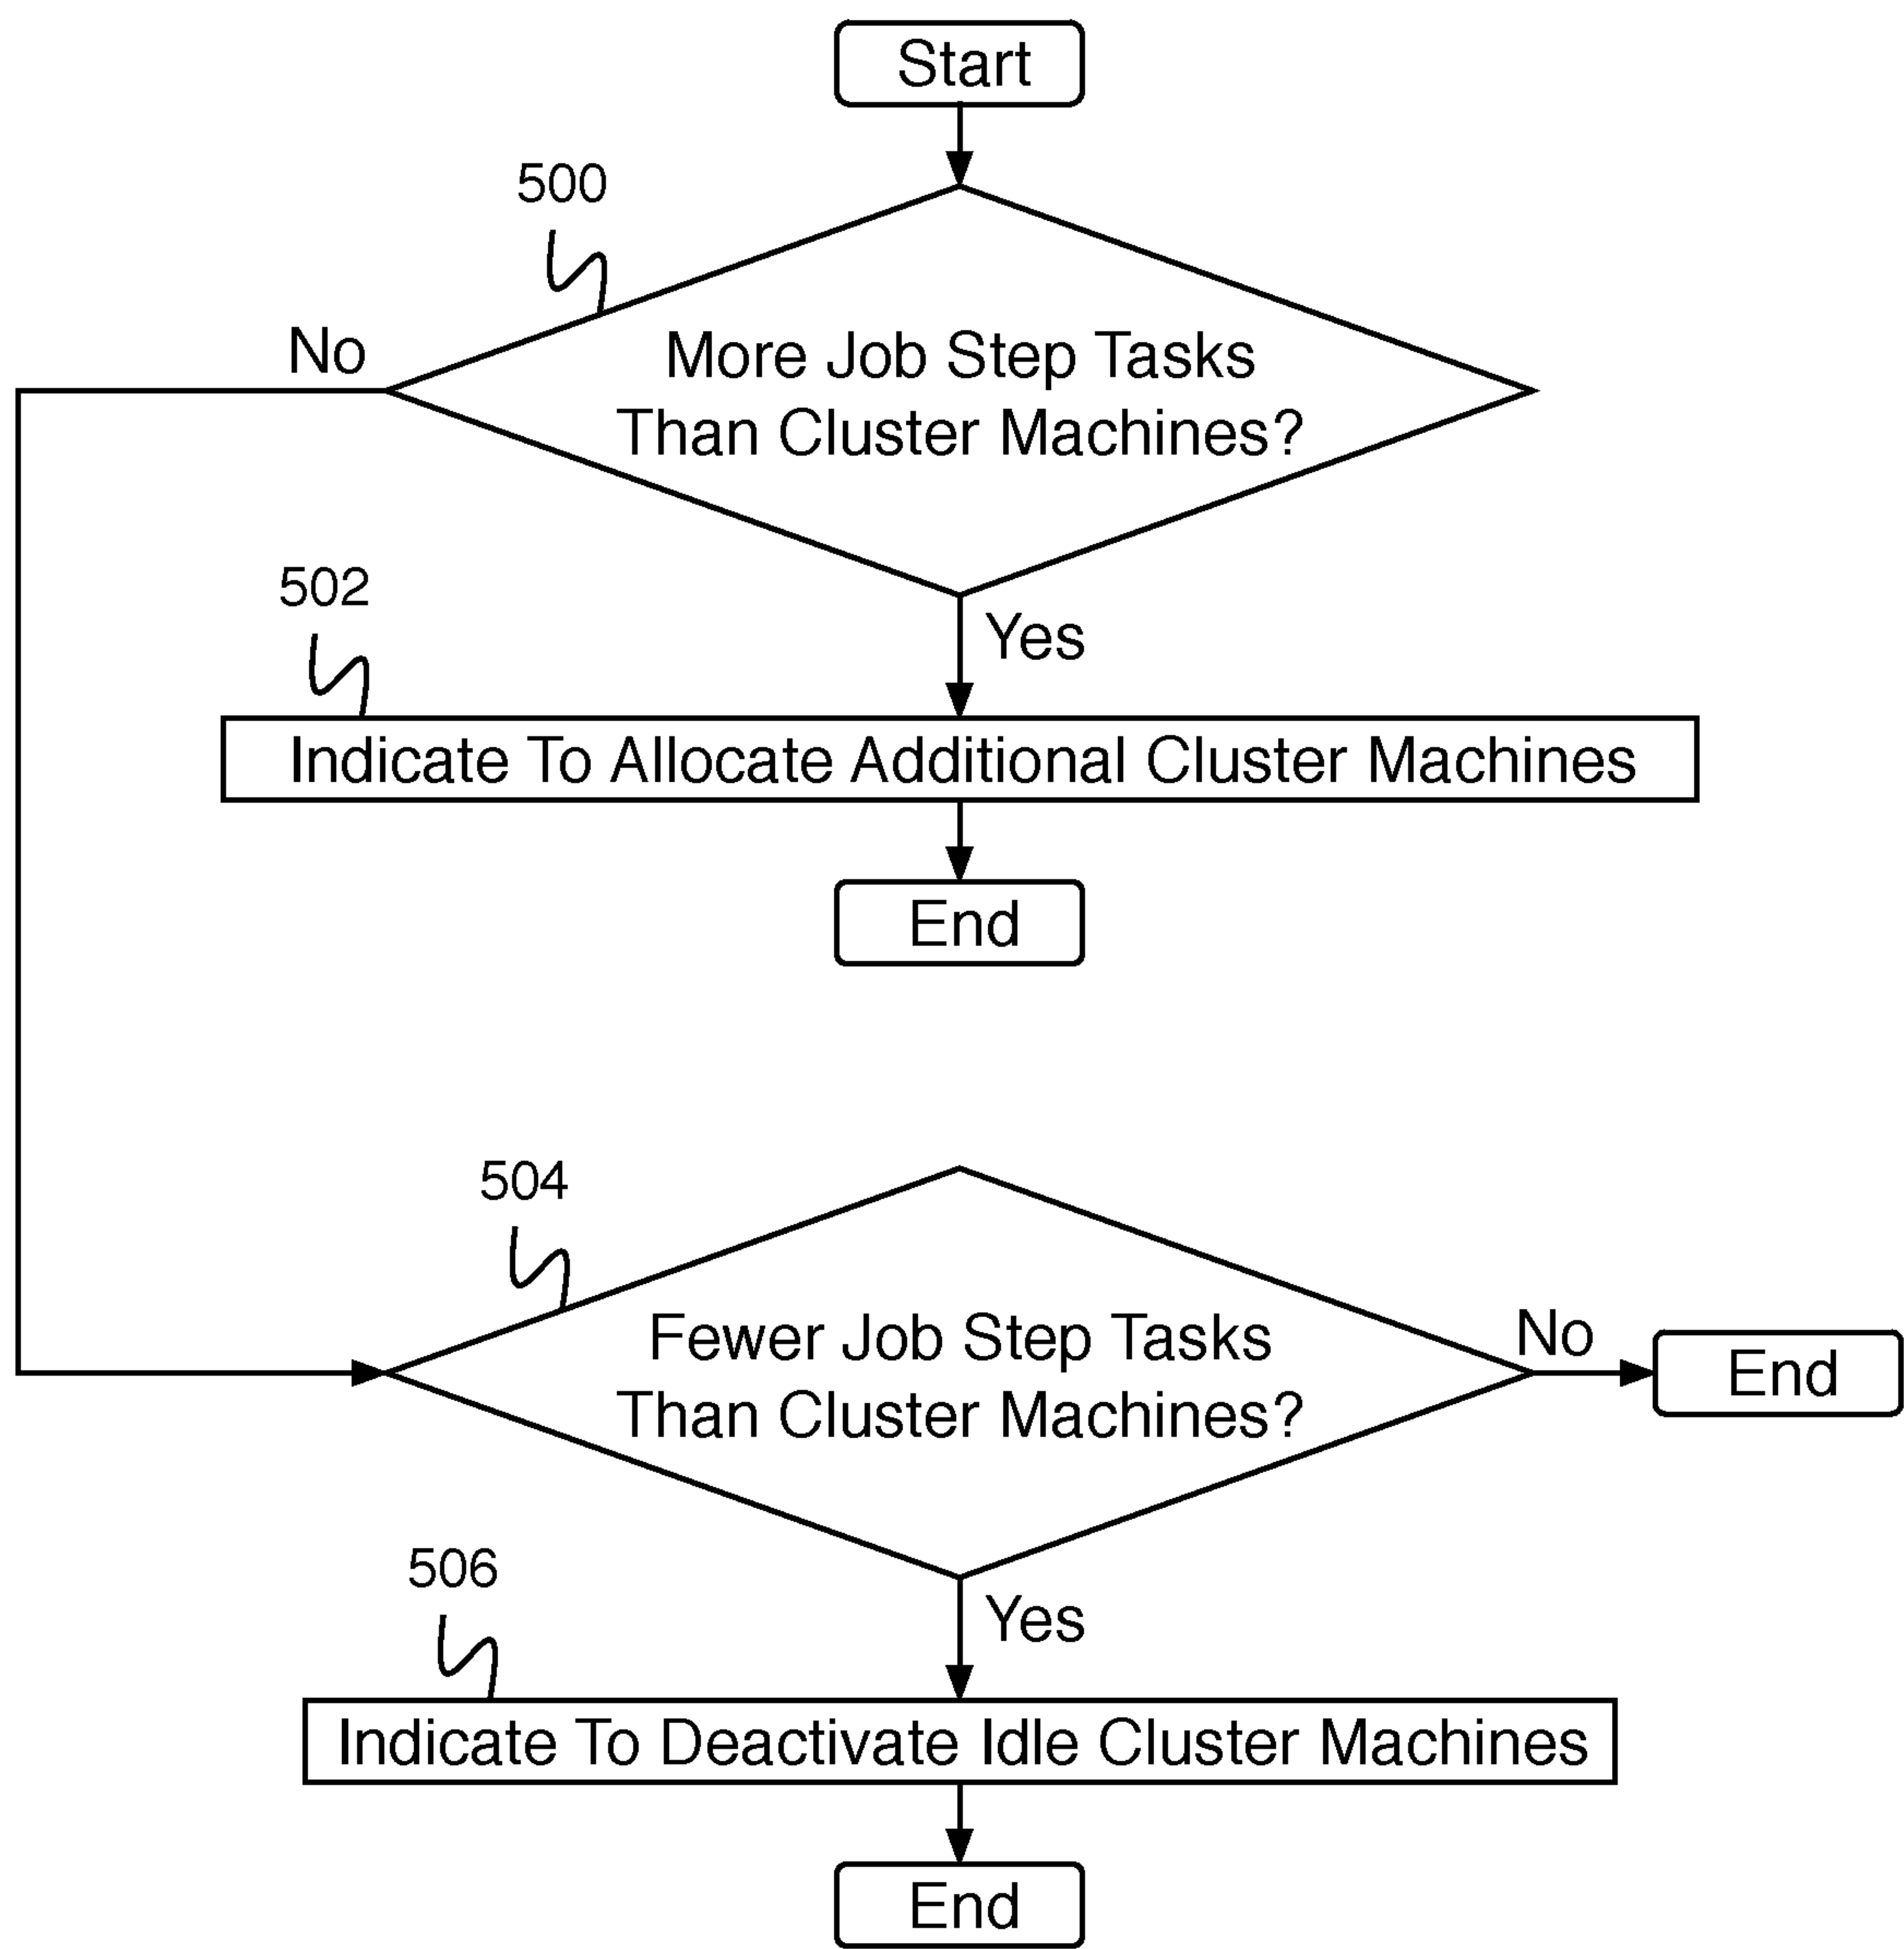 Start
500
No
More Job Step Tasks
Than Cluster Machines?
502
Yes
Indicate To Allocate Additional Cluster Machines
End
504
Fewer Job Step Tasks
Than Cluster Machines?
No
End
506
Yes
Indicate To Deactivate Idle Cluster Machines
End